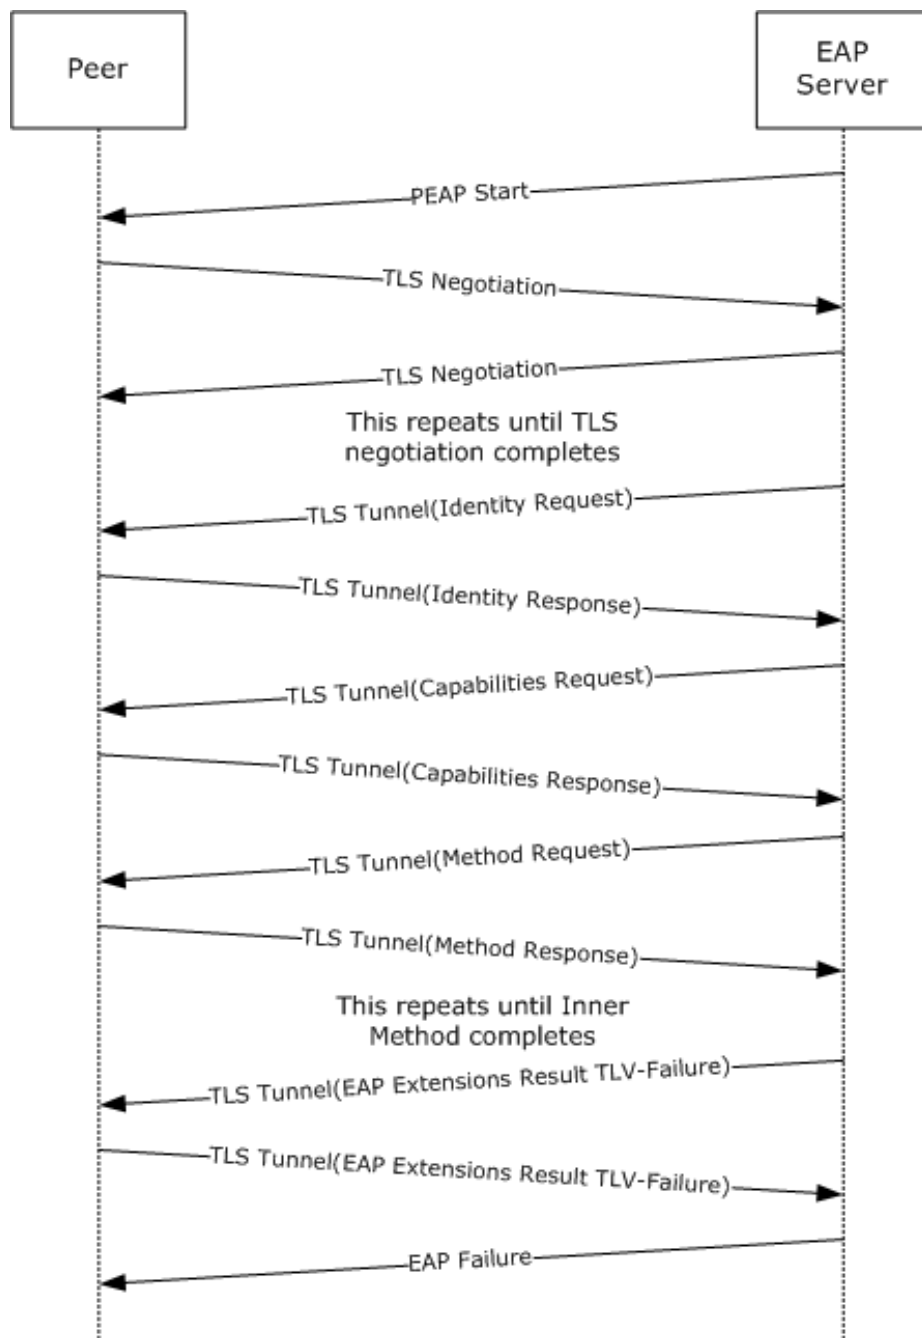 Peer
EAP
Server
PEAP Start
TLS Negotiation
TLS Negotiation
This repeats until TLS
negotiation completes
TLS Tunnel(Identity Request)
TLS Tunnel(Identity Response)
TLS Tunnel(Capabilities Request)
TLS Tunnel(Capabilities Response)
TLS Tunnel(Method Request)
TLS Tunnel(Method Response)
This repeats until Inner
Method completes
TLS Tunnel(EAP Extensions Result TLV-Failure)
TLS Tunnel(EAP Extensions Result TLV-Failure)
EAP Failure